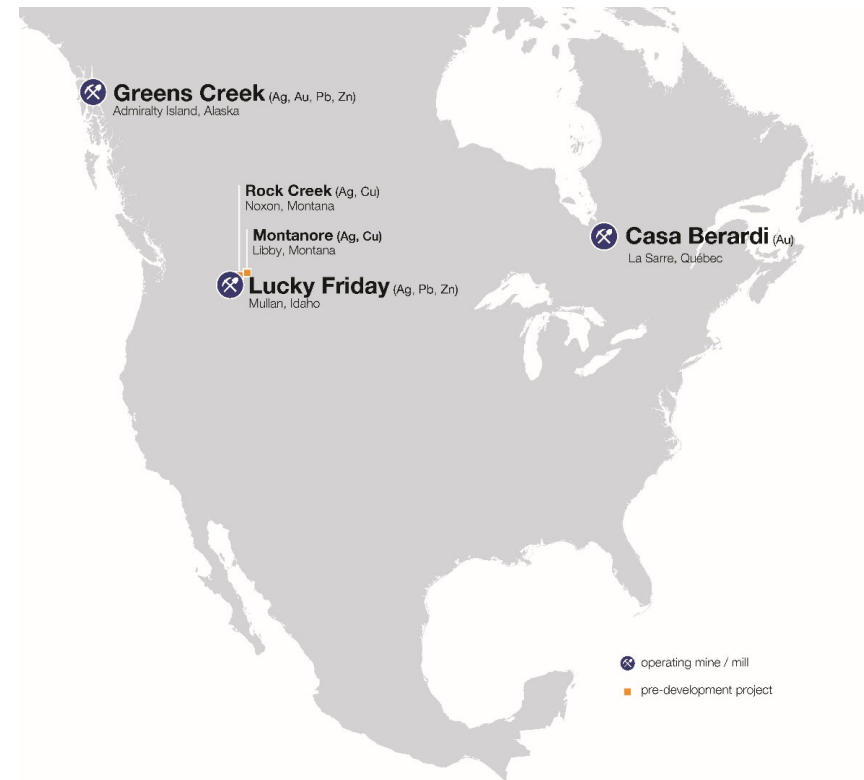 Greens Creek (Ag, Au, Pb, Zn)
Admiralty Island, Alaska
Rock Creek (Ag, Cu)
Noxon, Montana
Montanore (Ag, Cu)
Libby, Montana
Casa Berardi (Au)
La Sarre, Québec
Lucky Friday (Ag, Pb, Zn)
Mullan, Idaho
operating mine / mill
pre-development project